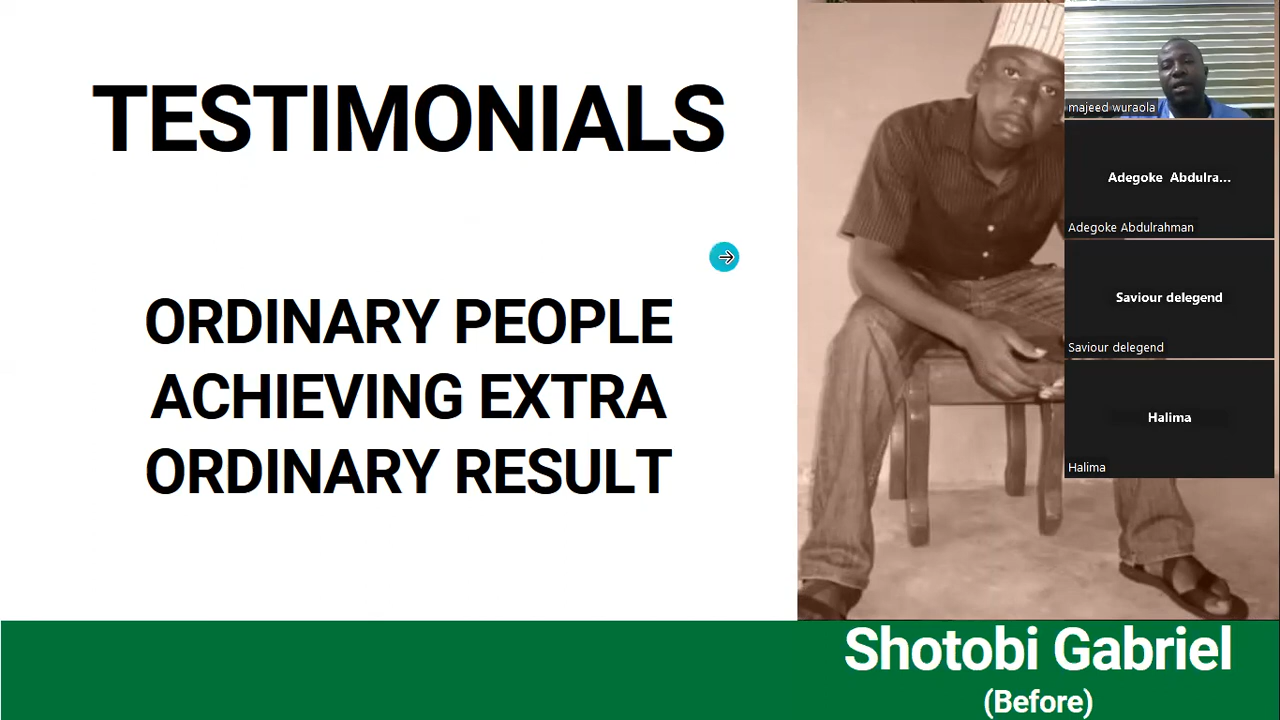 TESTIMONIALS
ORDINARY PEOPLE
ACHIEVING EXTRA
ORDINARY RESULT
Shotobi Gabriel
(Before)
majeed wuraola
Adegoke Abdulra...
Adegoke Abdulrahman
Saviour delegend
Saviour delegend
Halima
Halima